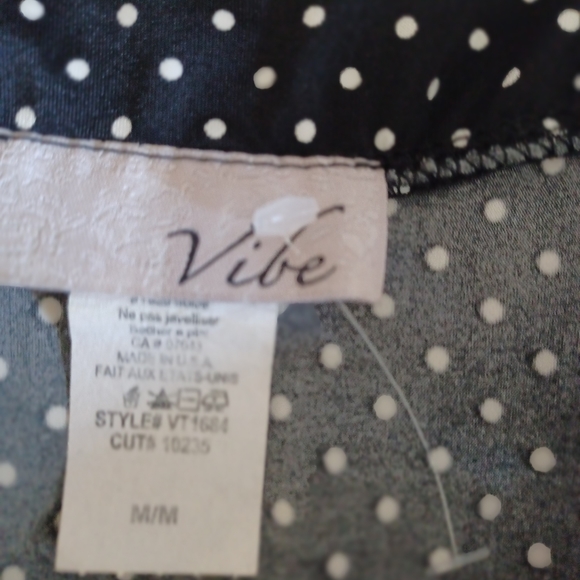 Vibe
Ne pas javelliser
MADE IN U.S.A.
FAIT AUX ETATS-UNIS
STYLE# VT1684
CUT# 10235
M/M